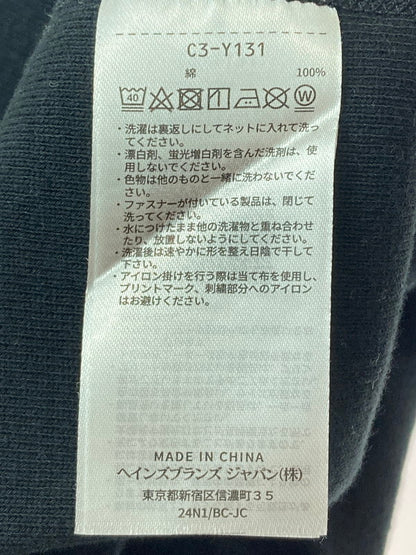 C3-Y131
綿 100%
40 W
・洗濯は裏返しにしてネットに入れて洗っ
てください。
・漂白剤、蛍光増白剤を含んだ洗剤は、使
用しないでください。
・色物は他のものと一緒に洗わないでくだ
さい。
・ファスナーが付いている製品は、閉じて
洗ってください。
・水につけたまま他の洗濯物と重ね合わせ
たり、放置しないようにしてください。
・洗濯後は速やかに形を整え日陰で干して
下さい。
・アイロン掛けを行う際は当て布を使用し、
プリントマーク、刺繍部分へのアイロン
はお避けください。
MADE IN CHINA
ヘインズブランズ ジャパン(株)
東京都新宿区信濃町35
24N1/BC-JC